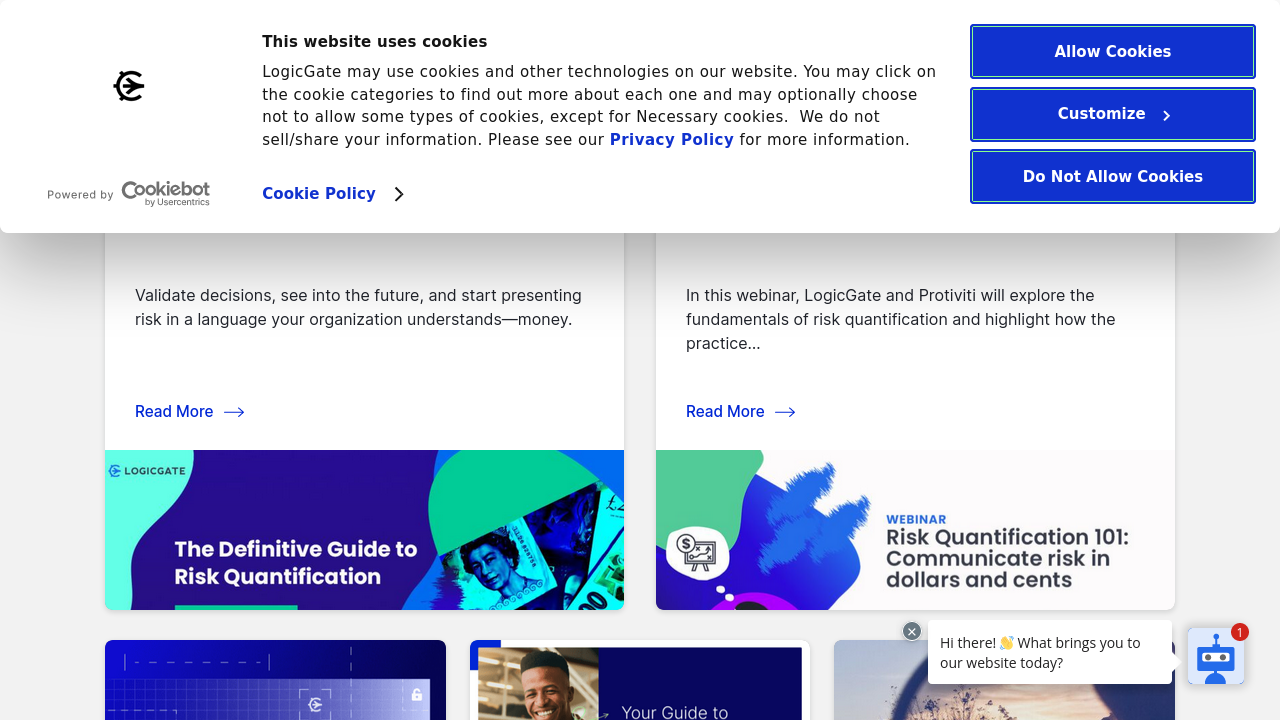 This website uses cookies
LogicGate may use cookies and other technologies on our website. You may click on
the cookie categories to find out more about each one and may optionally choose
not to allow some types of cookies, except for Necessary cookies.  We do not
sell/share your information. Please see our Privacy Policy for more information.
Powered by Cookiebot
by Usercentrics
Cookie Policy
Allow Cookies
Customize
Do Not Allow Cookies
Validate decisions, see into the future, and start presenting
risk in a language your organization understands—money.
Read More
LOGICGATE
The Definitive Guide to
Risk Quantification
In this webinar, LogicGate and Protiviti will explore the
fundamentals of risk quantification and highlight how the
practice...
Read More
WEBINAR
Risk Quantification 101:
Communicate risk in
dollars and cents
Your Guide to
Hi there! 👋 What brings you to
our website today?
1